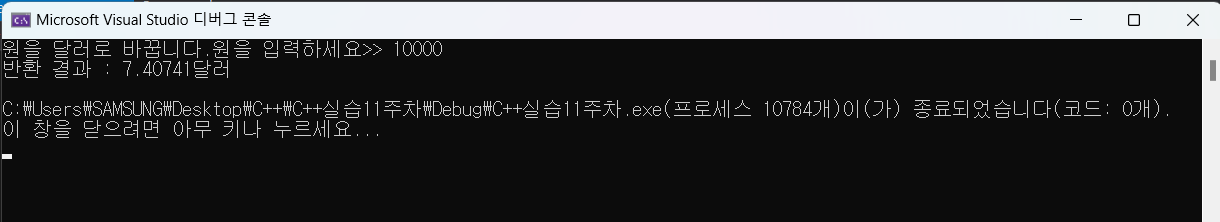 Microsoft Visual Studio 디버그 콘솔
원을 달러로 바꿉니다.원을 입력하세요>> 10000
반환 결과 : 7.40741달러
C:₩Users₩SAMSUNG₩Desktop₩C++₩C++실습11주차₩Debug₩C++실습11주차.exe(프로세스 10784개)이(가) 종료되었습니다(코드: 0개).
이 창을 닫으려면 아무 키나 누르세요...